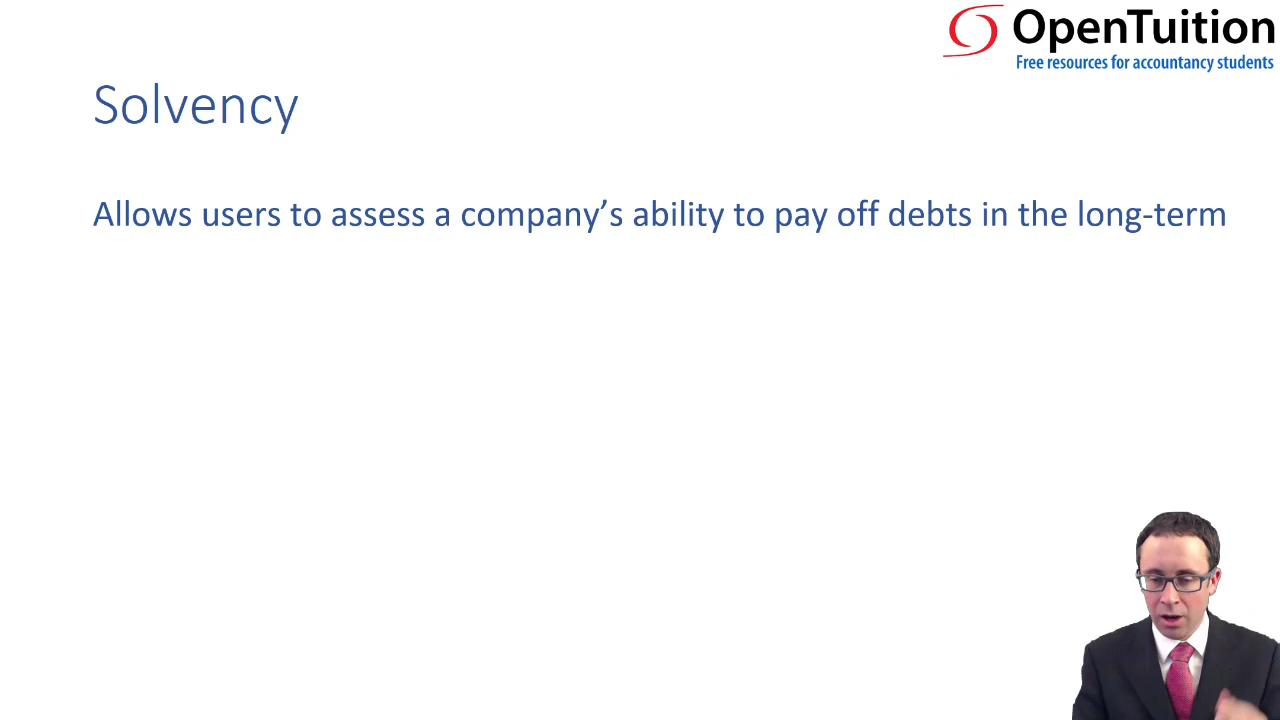 OpenTuition
Free resources for accountancy students
Solvency
Allows users to assess a company’s ability to pay off debts in the long-term